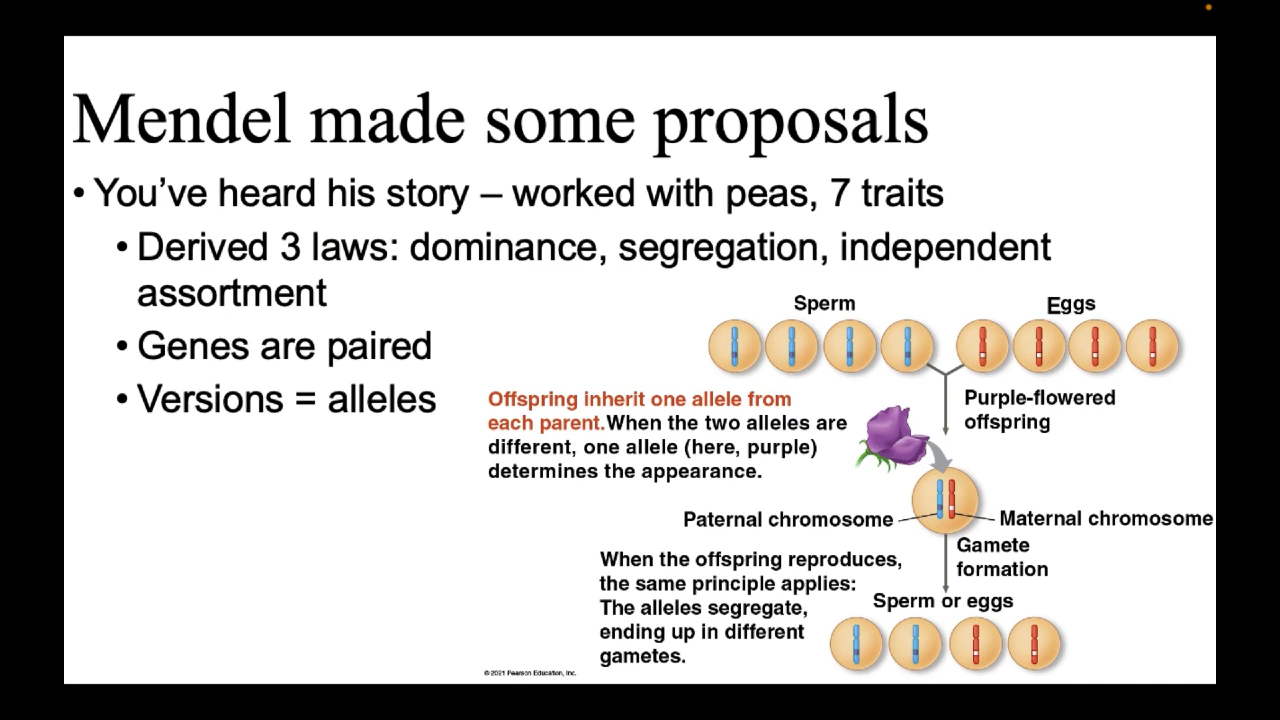 Mendel made some proposals
• You’ve heard his story – worked with peas, 7 traits
• Derived 3 laws: dominance, segregation, independent
assortment
• Genes are paired
• Versions = alleles
Sperm
Eggs
Offspring inherit one allele from
each parent.When the two alleles are
different, one allele (here, purple)
determines the appearance.
Purple-flowered
offspring
Paternal chromosome
Maternal chromosome
Gamete
formation
When the offspring reproduces,
the same principle applies:
The alleles segregate,
ending up in different
gametes.
Sperm or eggs
© 2021 Pearson Education, Inc.